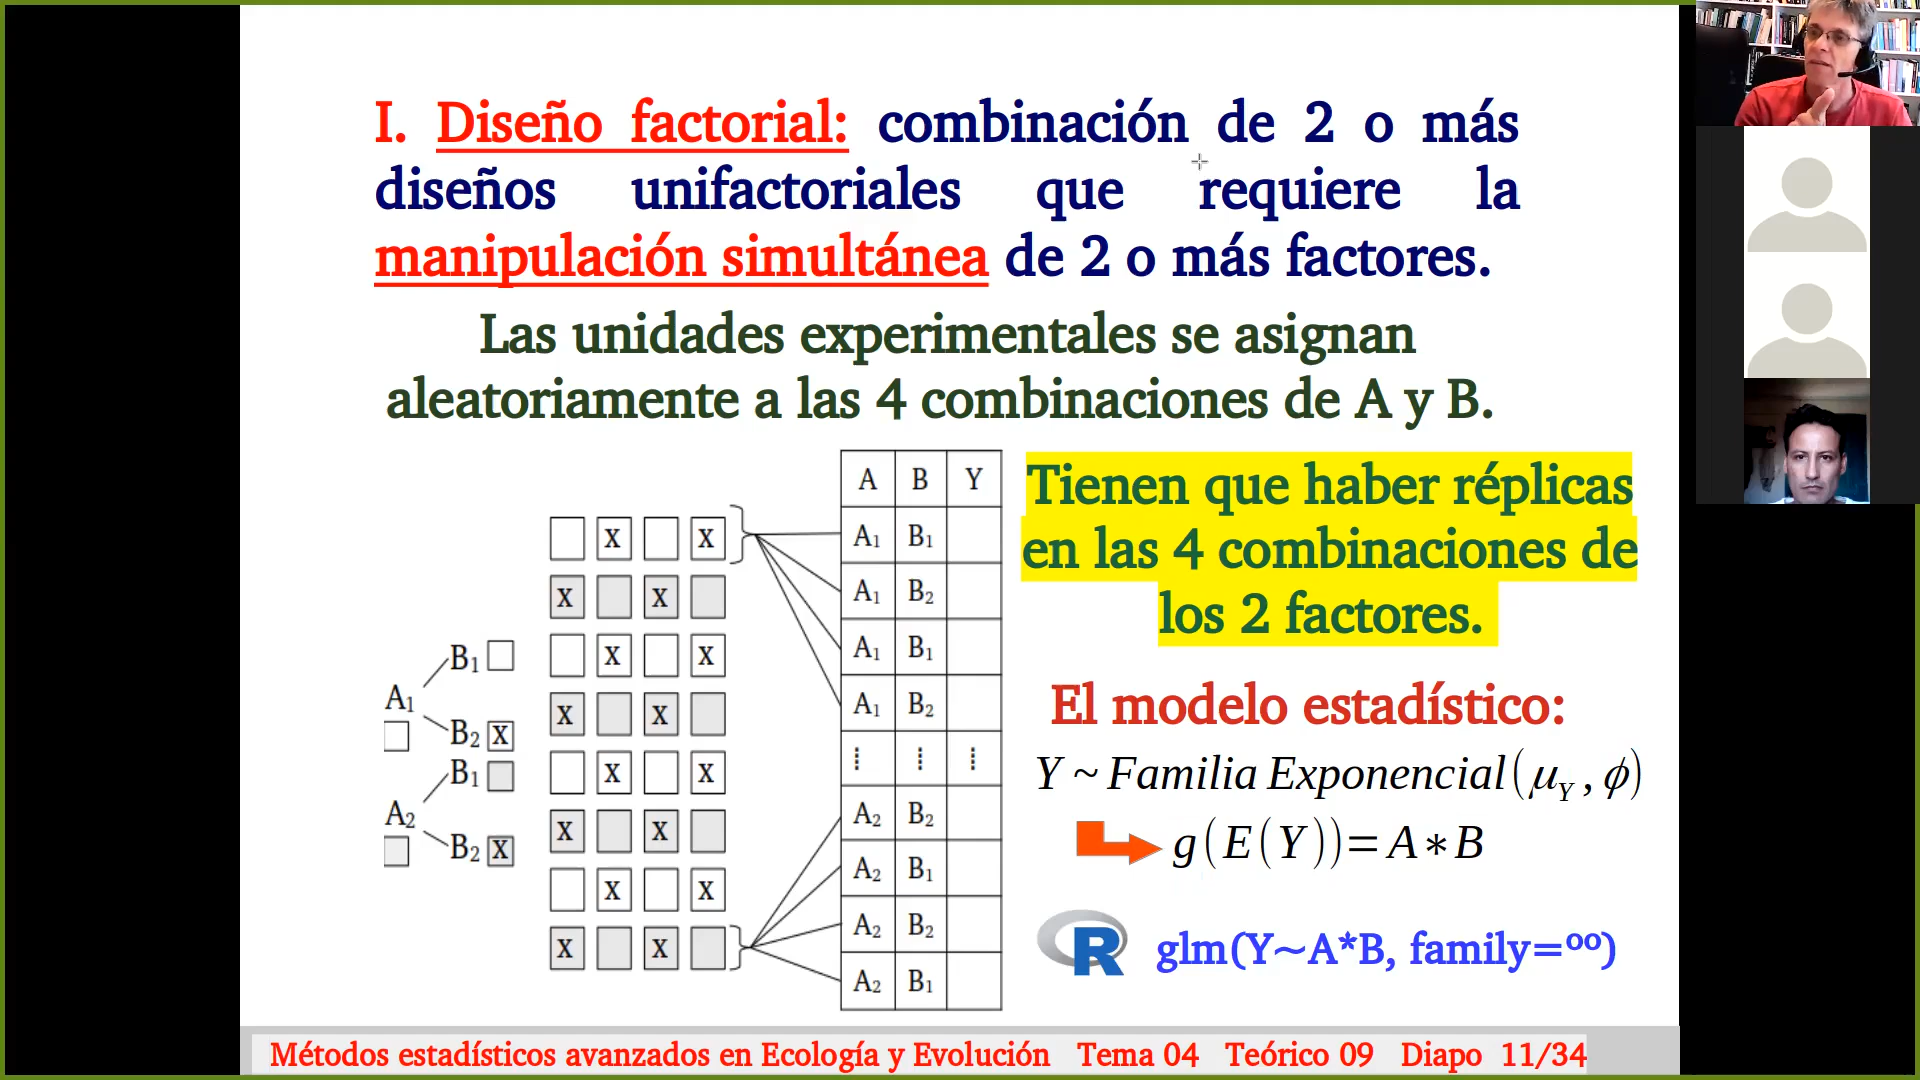 I. Diseño factorial: combinación de 2 o más
diseños unifactoriales que requiere la
manipulación simultánea de 2 o más factores.
Las unidades experimentales se asignan
aleatoriamente a las 4 combinaciones de A y B.
A1
B1
B2 x
A2
B1
B2 x
x x
x x
x x
x x
x x
x x
x x
x x
A B Y
A1 B1
A1 B2
A1 B1
A1 B2
⋮ ⋮ ⋮
A2 B2
A2 B1
A2 B2
A2 B1
Tienen que haber réplicas
en las 4 combinaciones de
los 2 factores.
El modelo estadístico:
Y ~ Familia Exponencial(μY, ϕ)
g(E(Y))=A∗B
R glm(Y~A*B, family=ºº)
Métodos estadísticos avanzados en Ecología y Evolución Tema 04 Teórico 09 Diapo 11/34